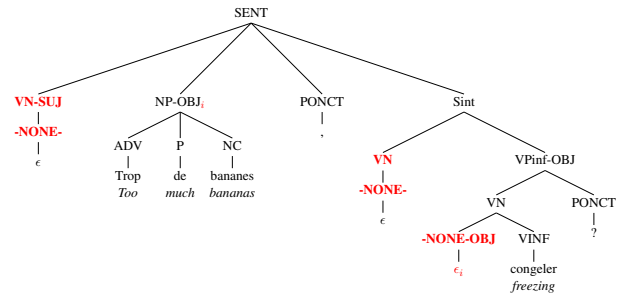 SENT
VN-SUJ NP-OBJi PONCT Sint
-NONE- ADV P NC , VN VPinf-OBJ
ϵ Trop de bananes -NONE- VN PONCT
Too much bananas ϵ -NONE-OBJ VINF ?
ϵi congeler
freezing